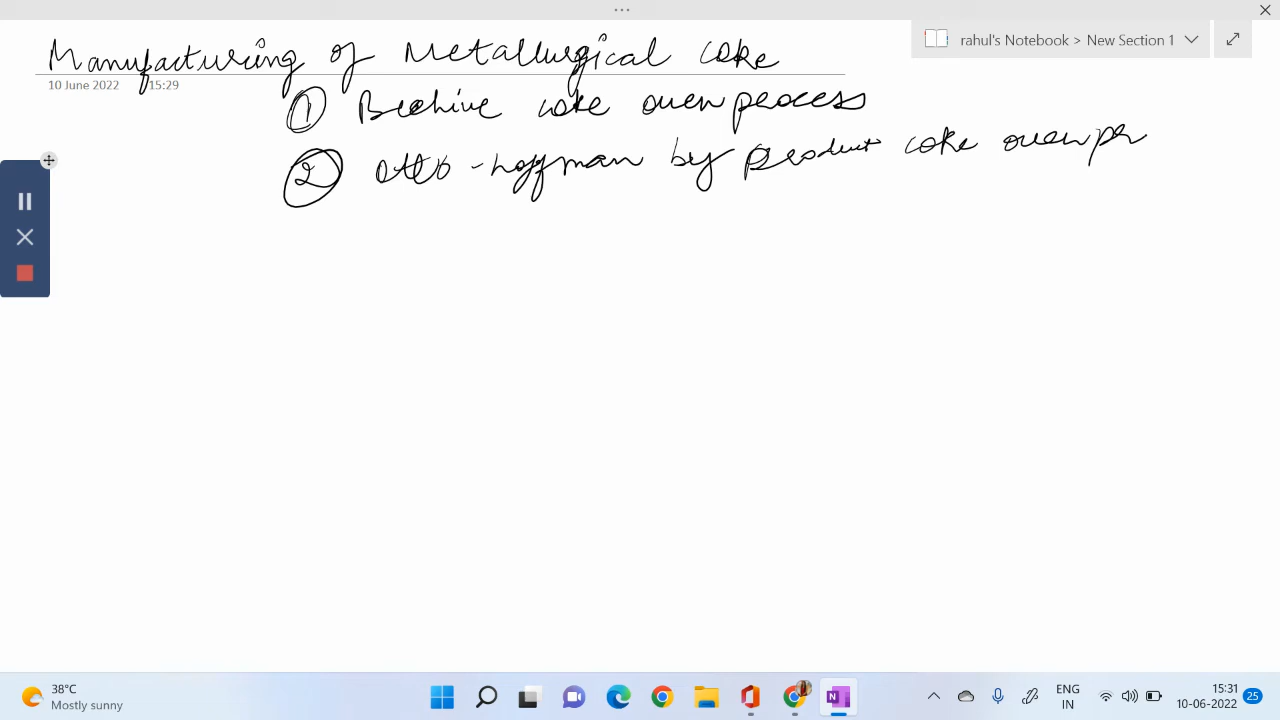 rahul's Notebook > New Section 1
Manufacturing of Metallurgical coke
10 June 2022 15:29
① Beehive coke oven process
② Otto-hoffman by product coke oven pr
38°C
Mostly sunny
ENG
IN
15:31
10-06-2022
25